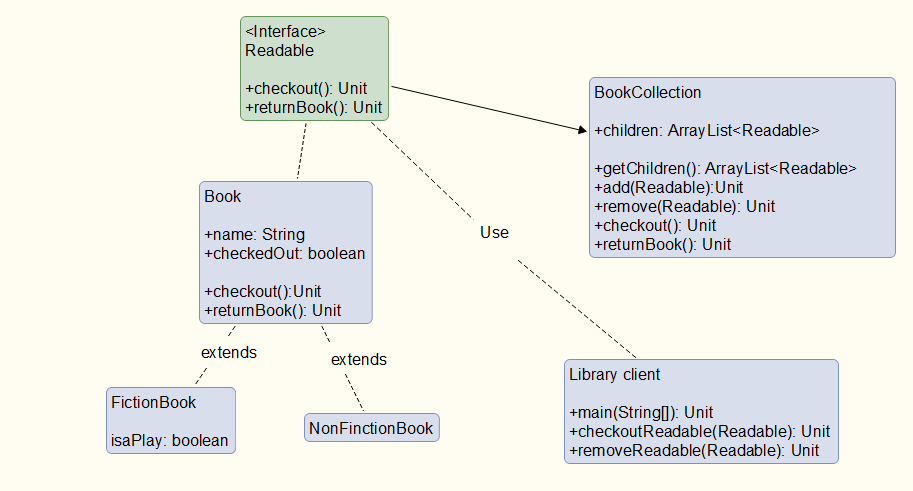 <Interface>
Readable
+checkout(): Unit
+returnBook(): Unit
BookCollection
+children: ArrayList<Readable>
+getChildren(): ArrayList<Readable>
+add(Readable):Unit
+remove(Readable): Unit
+checkout(): Unit
+returnBook(): Unit
Book
+name: String
+checkedOut: boolean
+checkout():Unit
+returnBook(): Unit
Use
extends
extends
FictionBook
isaPlay: boolean
NonFinctionBook
Library client
+main(String[]): Unit
+checkoutReadable(Readable): Unit
+removeReadable(Readable): Unit